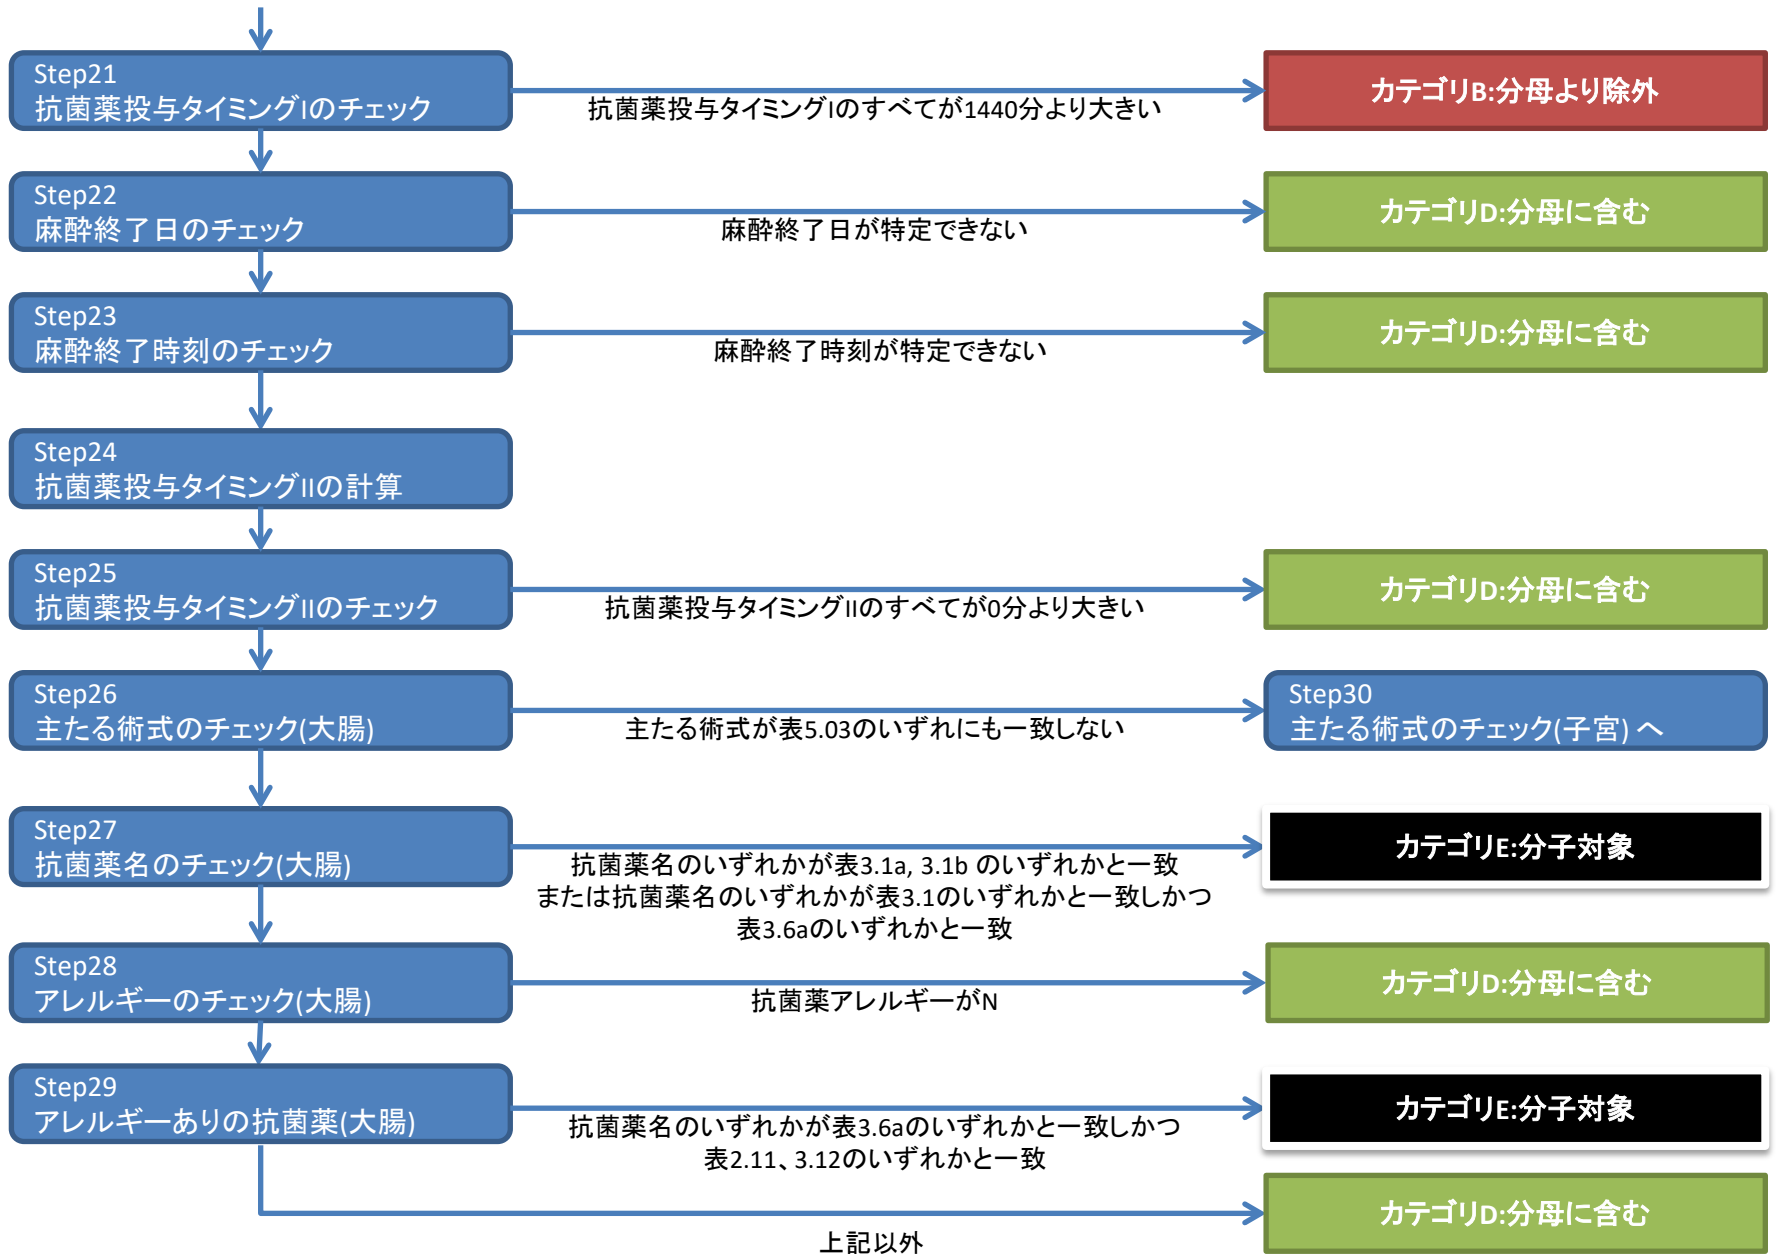 Step21
抗菌薬投与タイミングIのチェック
抗菌薬投与タイミングIのすべてが1440分より大きい
カテゴリB:分母より除外
Step22
麻酔終了日のチェック
麻酔終了日が特定できない
カテゴリD:分母に含む
Step23
麻酔終了時刻のチェック
麻酔終了時刻が特定できない
カテゴリD:分母に含む
Step24
抗菌薬投与タイミングIIの計算
Step25
抗菌薬投与タイミングIIのチェック
抗菌薬投与タイミングIIのすべてが0分より大きい
カテゴリD:分母に含む
Step26
主たる術式のチェック(大腸)
主たる術式が表5.03のいずれにも一致しない
Step30
主たる術式のチェック(子宮) へ
Step27
抗菌薬名のチェック(大腸)
抗菌薬名のいずれかが表3.1a, 3.1b のいずれかと一致
または抗菌薬名のいずれかが表3.1のいずれかと一致しかつ
表3.6aのいずれかと一致
カテゴリE:分子対象
Step28
アレルギーのチェック(大腸)
抗菌薬アレルギーがN
カテゴリD:分母に含む
Step29
アレルギーありの抗菌薬(大腸)
抗菌薬名のいずれかが表3.6aのいずれかと一致しかつ
表2.11、3.12のいずれかと一致
カテゴリE:分子対象
上記以外
カテゴリD:分母に含む